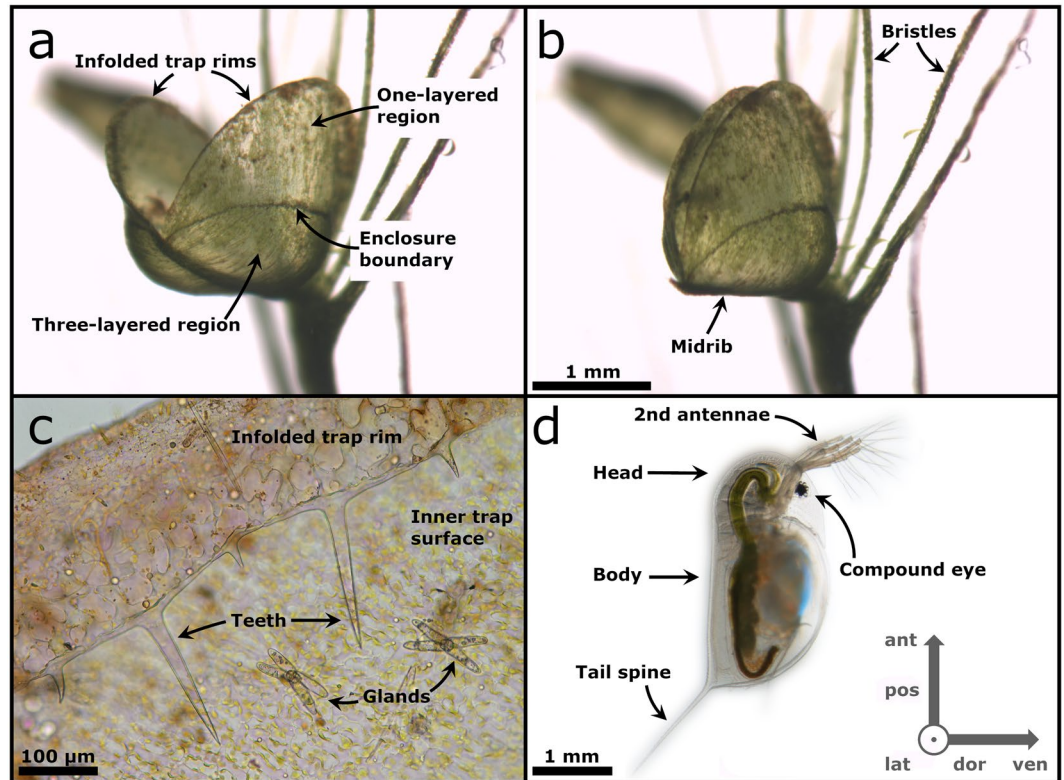 a
Infolded trap rims
One-layered
region
Enclosure
boundary
Three-layered region
b
Bristles
Midrib
1 mm
c
Infolded trap rim
Inner trap
surface
Teeth
Glands
100 µm
d
2nd antennae
Head
Body
Compound eye
Tail spine
1 mm
ant
pos
lat dor ven